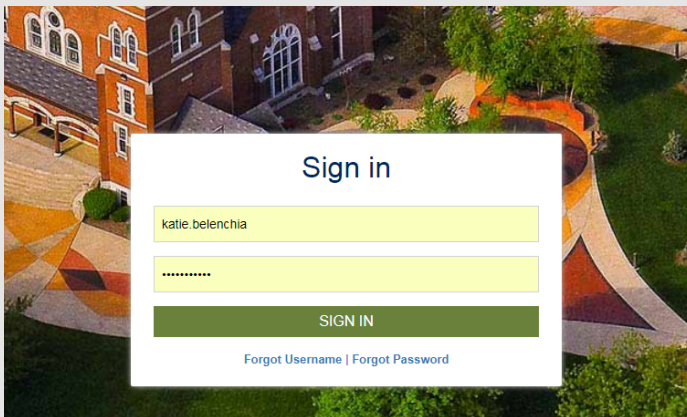 Sign in
katie.belenchia
•••••••••••
SIGN IN
Forgot Username | Forgot Password